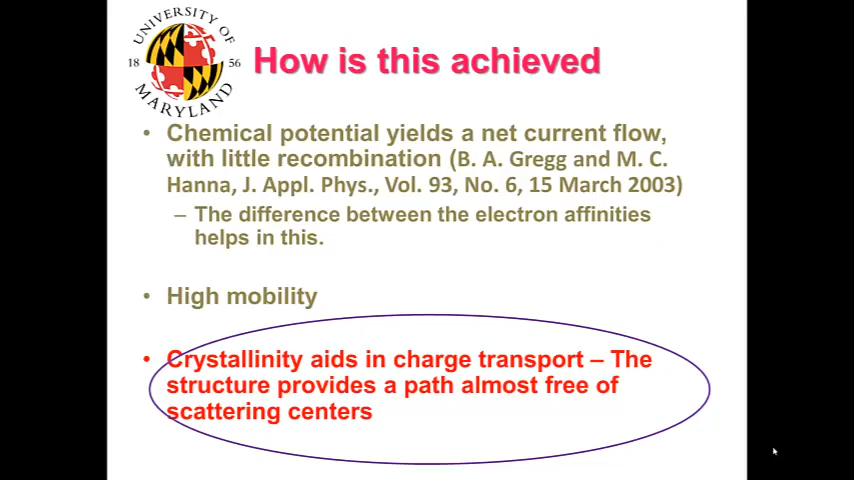 UNIVERSITY OF
18 56
MARYLAND
How is this achieved
• Chemical potential yields a net current flow,
with little recombination (B. A. Gregg and M. C.
Hanna, J. Appl. Phys., Vol. 93, No. 6, 15 March 2003)
– The difference between the electron affinities
helps in this.
• High mobility
• Crystallinity aids in charge transport – The
structure provides a path almost free of
scattering centers